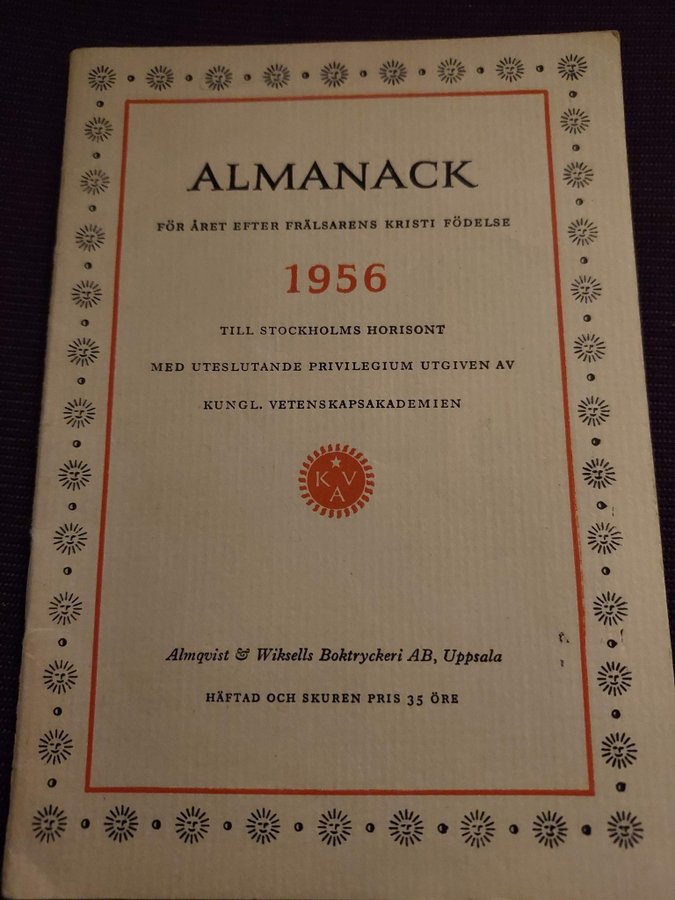 ALMANACK
FÖR ÅRET EFTER FRÄLSARENS KRISTI FÖDELSE
1956
TILL STOCKHOLMS HORISONT
MED UTESLUTANDE PRIVILEGIUM UTGIVEN AV
KUNGL. VETENSKAPSAKADEMIEN
K V
A
Almqvist & Wiksells Boktryckeri AB, Uppsala
HÄFTAD OCH SKUREN PRIS 35 ÖRE